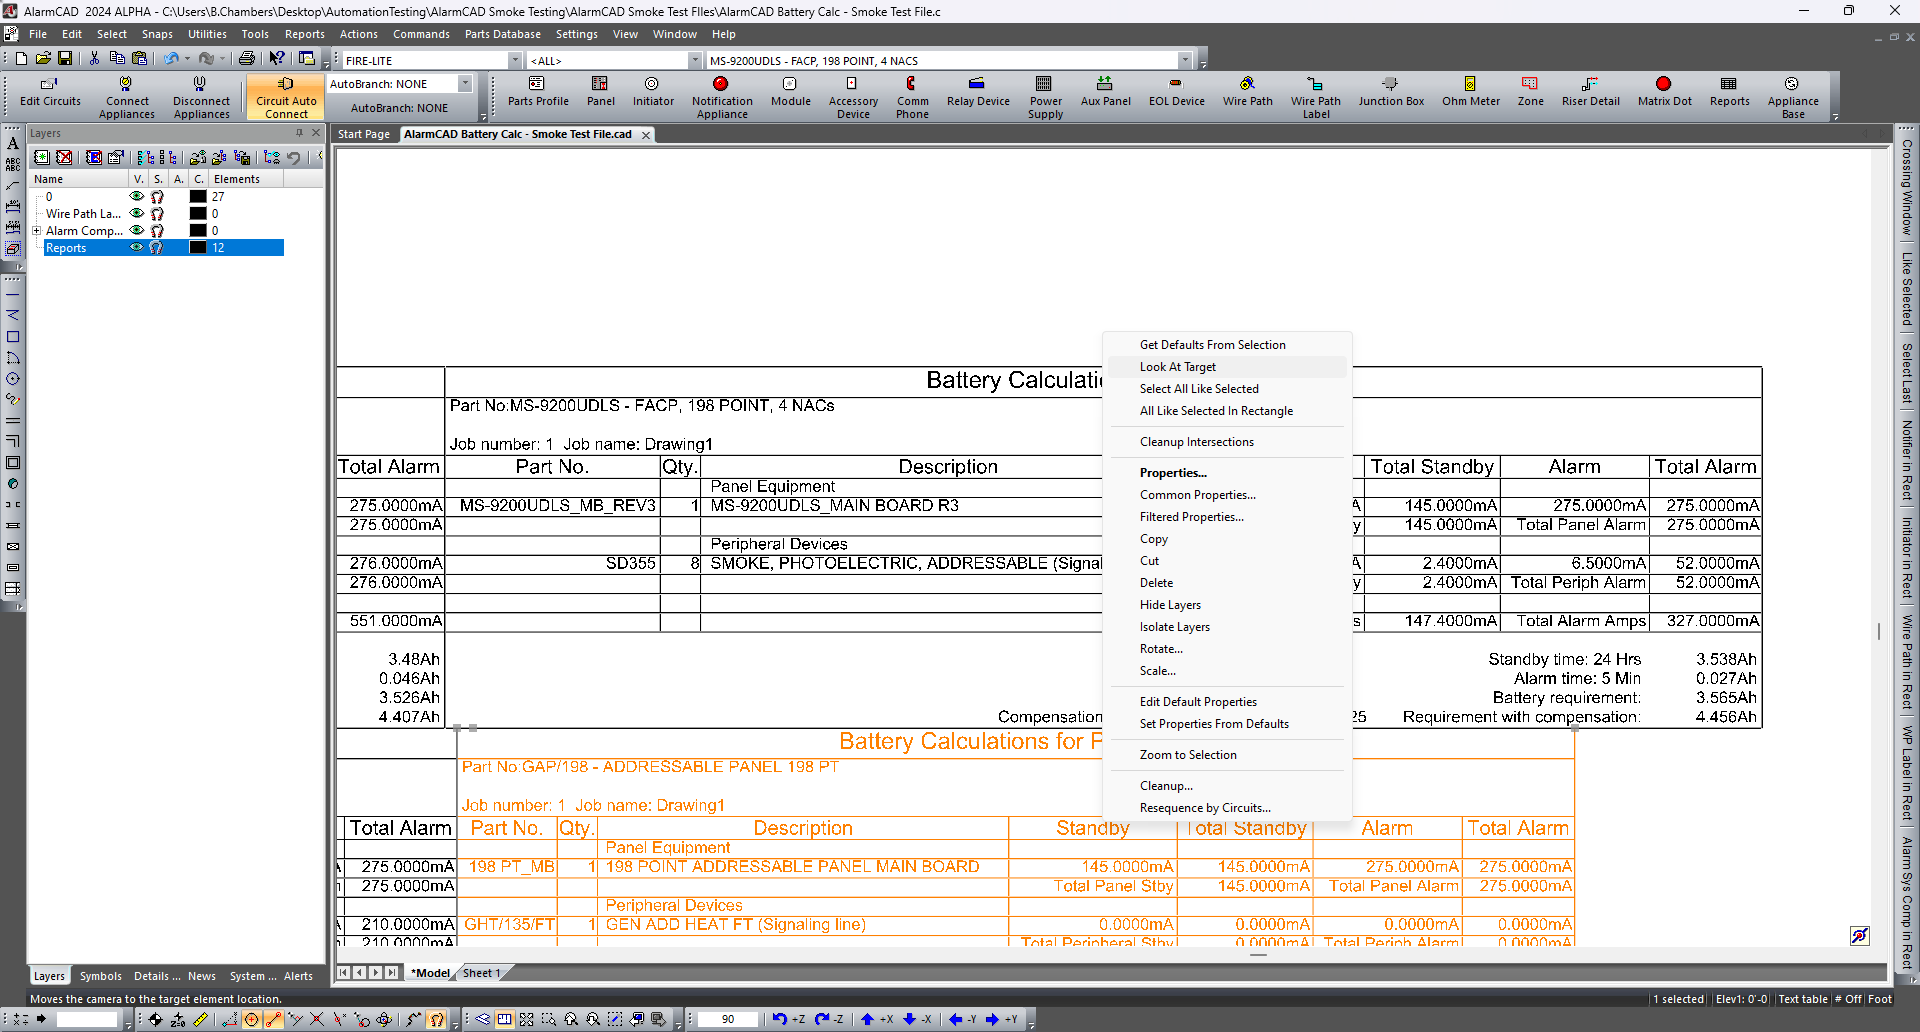 AlarmCAD 2024 ALPHA - C:\Users\B.Chambers\Desktop\AutomationTesting\AlarmCAD Smoke Testing\AlarmCAD Smoke Test FIles\AlarmCAD Battery Calc - Smoke Test File.c
File Edit Select Snaps Utilities Tools Reports Actions Commands Parts Database Settings View Window Help
FIRE-LITE <ALL> MS-9200UDLS - FACP, 198 POINT, 4 NACS
Edit Circuits Connect Appliances Disconnect Appliances Circuit Auto Connect AutoBranch: NONE AutoBranch: NONE Parts Profile Panel Initiator Notification Appliance Module Accessory Device Comm Phone Relay Device Power Supply Aux Panel EOL Device Wire Path Wire Path Label Junction Box Ohm Meter Zone Riser Detail Matrix Dot Reports Appliance Base
Layers
Start Page AlarmCAD Battery Calc - Smoke Test File.cad
Name V. S. A. C. Elements
0 27
Wire Path La... 0
Alarm Comp... 0
Reports 12
A
ABC
ABC
Get Defaults From Selection
Look At Target
Select All Like Selected
All Like Selected In Rectangle
Cleanup Intersections
Properties...
Common Properties...
Filtered Properties...
Copy
Cut
Delete
Hide Layers
Isolate Layers
Rotate...
Scale...
Edit Default Properties
Set Properties From Defaults
Zoom to Selection
Cleanup...
Resequence by Circuits...
Battery Calculati
Part No:MS-9200UDLS - FACP, 198 POINT, 4 NACs
Job number: 1 Job name: Drawing1
Total Alarm Part No. Qty. Description Total Standby Alarm Total Alarm
Panel Equipment
275.0000mA MS-9200UDLS_MB_REV3 1 MS-9200UDLS_MAIN BOARD R3 A 145.0000mA 275.0000mA 275.0000mA
275.0000mA y 145.0000mA Total Panel Alarm 275.0000mA
Peripheral Devices
276.0000mA SD355 8 SMOKE, PHOTOELECTRIC, ADDRESSABLE (Signal A 2.4000mA 6.5000mA 52.0000mA
276.0000mA y 2.4000mA Total Periph Alarm 52.0000mA
551.0000mA s 147.4000mA Total Alarm Amps 327.0000mA
3.48Ah Standby time: 24 Hrs 3.538Ah
0.046Ah Alarm time: 5 Min 0.027Ah
3.526Ah Battery requirement: 3.565Ah
4.407Ah Compensation 25 Requirement with compensation: 4.456Ah
Battery Calculations for P
Part No:GAP/198 - ADDRESSABLE PANEL 198 PT
Job number: 1 Job name: Drawing1
Total Alarm Part No. Qty. Description Standby Total Standby Alarm Total Alarm
Panel Equipment
275.0000mA 198 PT_MB 1 198 POINT ADDRESSABLE PANEL MAIN BOARD 145.0000mA 145.0000mA 275.0000mA 275.0000mA
275.0000mA Total Panel Stby 145.0000mA Total Panel Alarm 275.0000mA
Peripheral Devices
210.0000mA GHT/135/FT 1 GEN ADD HEAT FT (Signaling line) 0.0000mA 0.0000mA 0.0000mA 0.0000mA
210.0000mA Total Peripheral Stby 0.0000mA Total Periph Alarm 0.0000mA
Crossing Window
Like Selected
Select Last
Notifier in Rect
Initiator in Rect
Wire Path in Rect
WP Label in Rect
Alarm Sys Comp in Rect
Layers Symbols Details ... News System ... Alerts
*Model Sheet 1
Moves the camera to the target element location. 1 selected Elev1: 0'-0 Text table # Off Foot
90 +Z -Z +X -X -Y +Y